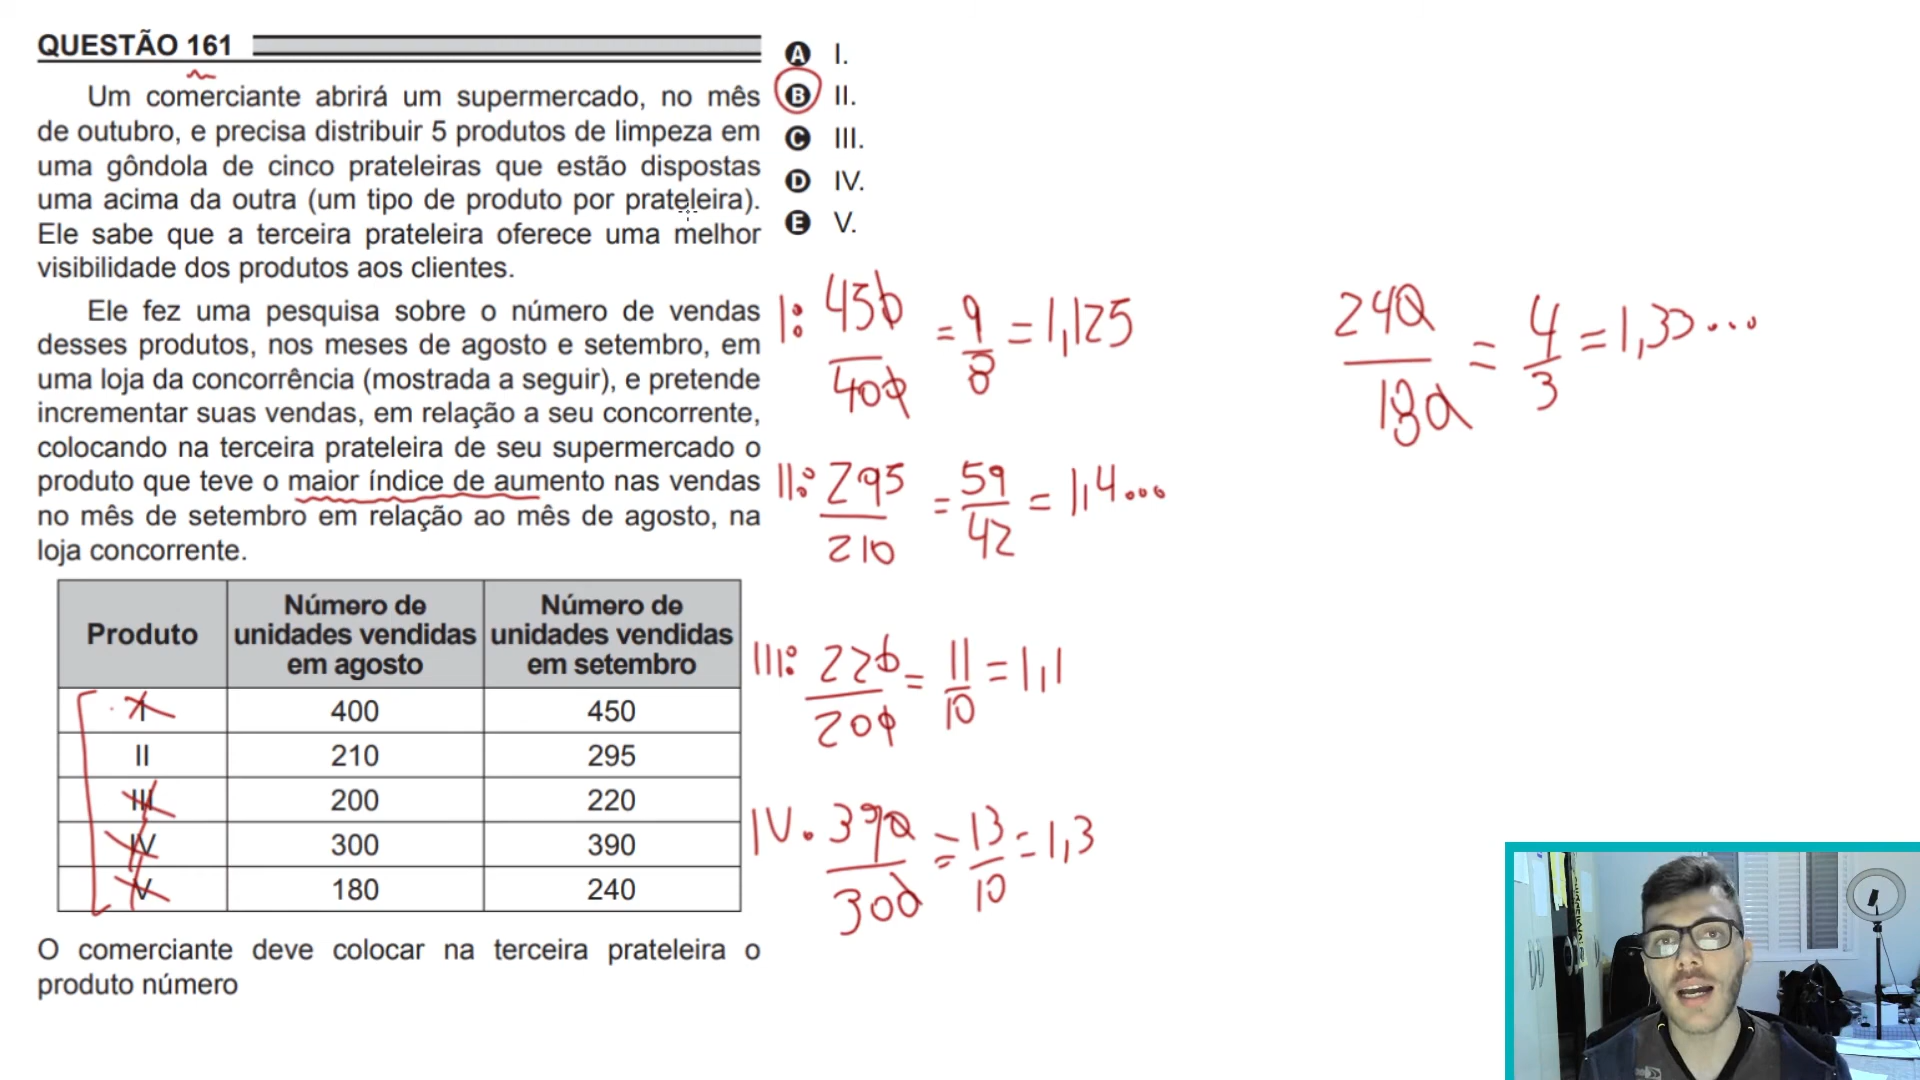 QUESTÃO 161
Um comerciante abrirá um supermercado, no mês
de outubro, e precisa distribuir 5 produtos de limpeza em
uma gôndola de cinco prateleiras que estão dispostas
uma acima da outra (um tipo de produto por prateleira).
Ele sabe que a terceira prateleira oferece uma melhor
visibilidade dos produtos aos clientes.
Ele fez uma pesquisa sobre o número de vendas
desses produtos, nos meses de agosto e setembro, em
uma loja da concorrência (mostrada a seguir), e pretende
incrementar suas vendas, em relação a seu concorrente,
colocando na terceira prateleira de seu supermercado o
produto que teve o maior índice de aumento nas vendas
no mês de setembro em relação ao mês de agosto, na
loja concorrente.
Produto Número de unidades vendidas em agosto Número de unidades vendidas em setembro
I 400 450
II 210 295
III 200 220
IV 300 390
V 180 240
O comerciante deve colocar na terceira prateleira o
produto número
A I.
B II.
C III.
D IV.
E V.
I: 450/400 = 9/8 = 1,125
II: 295/210 = 59/42 = 1,4...
III: 220/200 = 11/10 = 1,1
IV. 390/300 = 13/10 = 1,3
240/180 = 4/3 = 1,33...